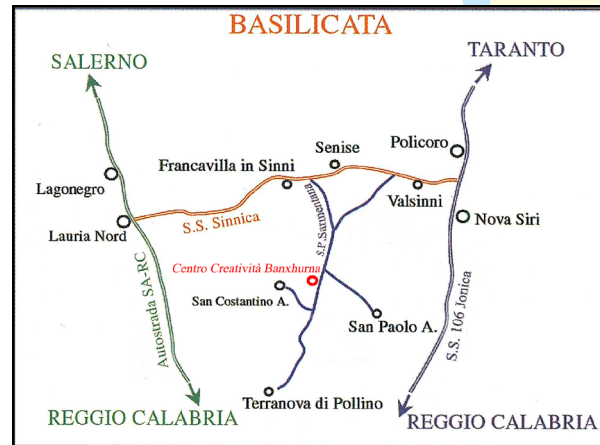 BASILICATA
SALERNO
TARANTO
Policoro
Senise
Francavilla in Sinni
Lagonegro
Valsinni
Lauria Nord
S.S. Sinnica
Nova Siri
S.P. Sarmentana
Centro Creatività Banxhurna
San Costantino A.
San Paolo A.
Autostrada SA-RC
S.S. 106 Jonica
Terranova di Pollino
REGGIO CALABRIA
REGGIO CALABRIA